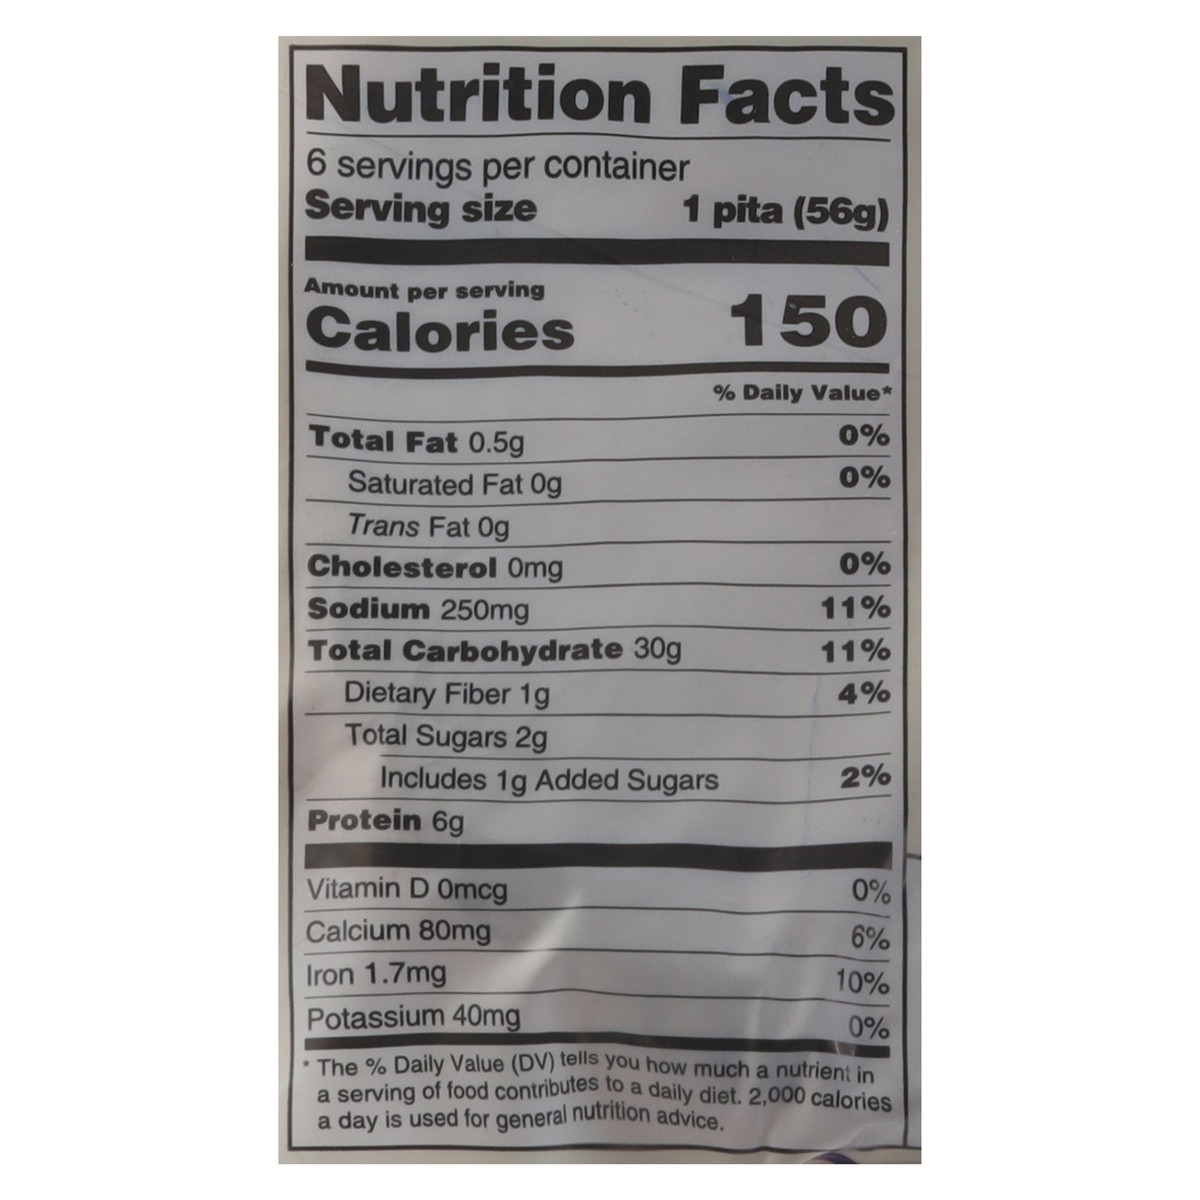 Nutrition Facts
6 servings per container
Serving size 1 pita (56g)
Amount per serving
Calories 150
% Daily Value*
Total Fat 0.5g 0%
Saturated Fat 0g 0%
Trans Fat 0g
Cholesterol 0mg 0%
Sodium 250mg 11%
Total Carbohydrate 30g 11%
Dietary Fiber 1g 4%
Total Sugars 2g
Includes 1g Added Sugars 2%
Protein 6g
Vitamin D 0mcg 0%
Calcium 80mg 6%
Iron 1.7mg 10%
Potassium 40mg 0%
* The % Daily Value (DV) tells you how much a nutrient in
a serving of food contributes to a daily diet. 2,000 calories
a day is used for general nutrition advice.